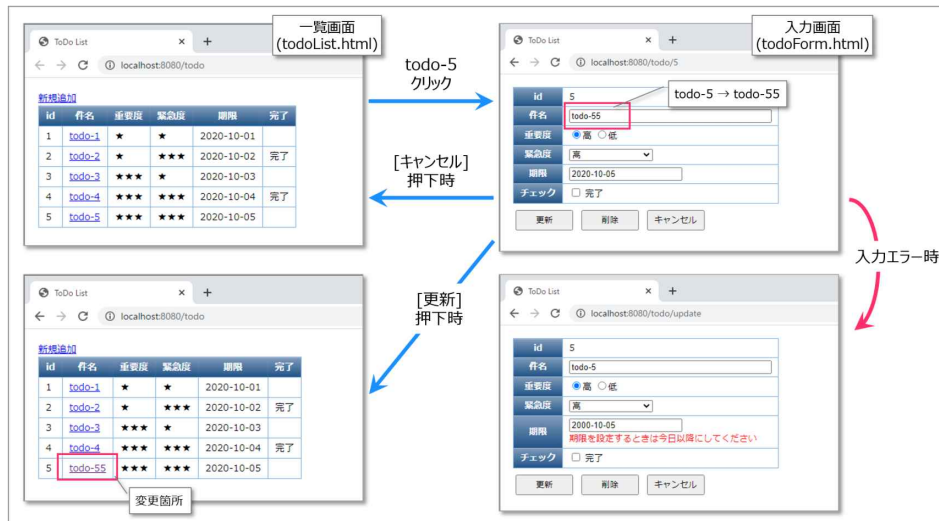 ToDo List
一覧画面
(todoList.html)
localhost:8080/todo
新規追加
id 件名 重要度 緊急度 期限 完了
1 todo-1 ★ ★ 2020-10-01
2 todo-2 ★ ★★★ 2020-10-02 完了
3 todo-3 ★★★ ★ 2020-10-03
4 todo-4 ★★★ ★★★ 2020-10-04 完了
5 todo-5 ★★★ ★★★ 2020-10-05
todo-5
クリック
[キャンセル]
押下時
[更新]
押下時
ToDo List
入力画面
(todoForm.html)
localhost:8080/todo/5
todo-5 → todo-55
id 5
件名 todo-55
重要度 高 低
緊急度 高
期限 2020-10-05
チェック 完了
更新 削除 キャンセル
入力エラー時
ToDo List
localhost:8080/todo
新規追加
id 件名 重要度 緊急度 期限 完了
1 todo-1 ★ ★ 2020-10-01
2 todo-2 ★ ★★★ 2020-10-02 完了
3 todo-3 ★★★ ★ 2020-10-03
4 todo-4 ★★★ ★★★ 2020-10-04 完了
5 todo-55 ★★★ ★★★ 2020-10-05
変更箇所
ToDo List
localhost:8080/todo/update
id 5
件名 todo-5
重要度 高 低
緊急度 高
期限 2000-10-05
期限を設定するときは今日以降にしてください
チェック 完了
更新 削除 キャンセル